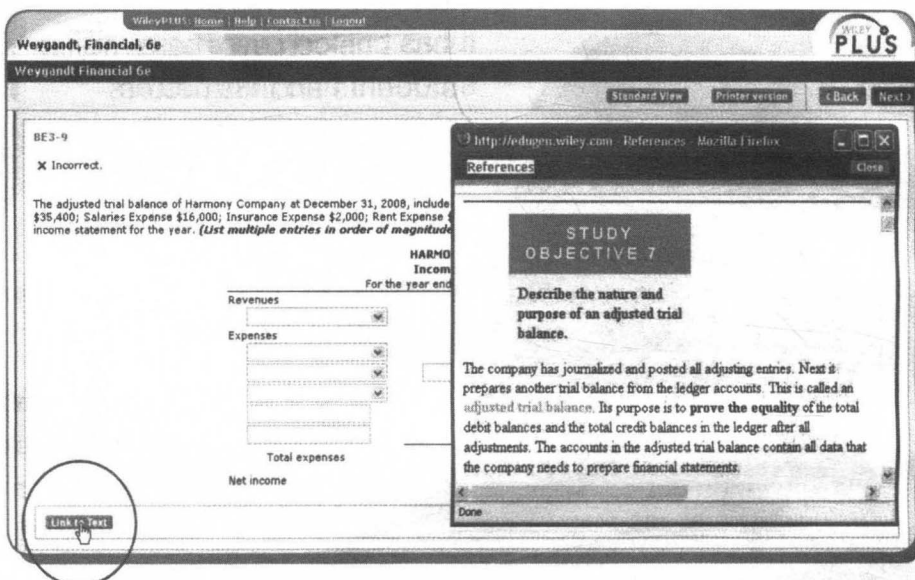 WileyPLUS: Home | Help | Contact us | Logout
Weygandt, Financial, 6e
WILEY
PLUS
Weygandt Financial 6e
Standard View
Printer version
‹ Back
Next ›
BE3-9
X Incorrect.
The adjusted trial balance of Harmony Company at December 31, 2008, include
$35,400; Salaries Expense $16,000; Insurance Expense $2,000; Rent Expense $
income statement for the year. (List multiple entries in order of magnitude
HARMO
Incom
For the year end
Revenues
Expenses
Total expenses
Net income
Link to Text
http://edugen.wiley.com - References - Mozilla Firefox
References
Close
STUDY
OBJECTIVE 7
Describe the nature and
purpose of an adjusted trial
balance.
The company has journalized and posted all adjusting entries. Next it
prepares another trial balance from the ledger accounts. This is called an
adjusted trial balance. Its purpose is to prove the equality of the total
debit balances and the total credit balances in the ledger after all
adjustments. The accounts in the adjusted trial balance contain all data that
the company needs to prepare financial statements.
Done